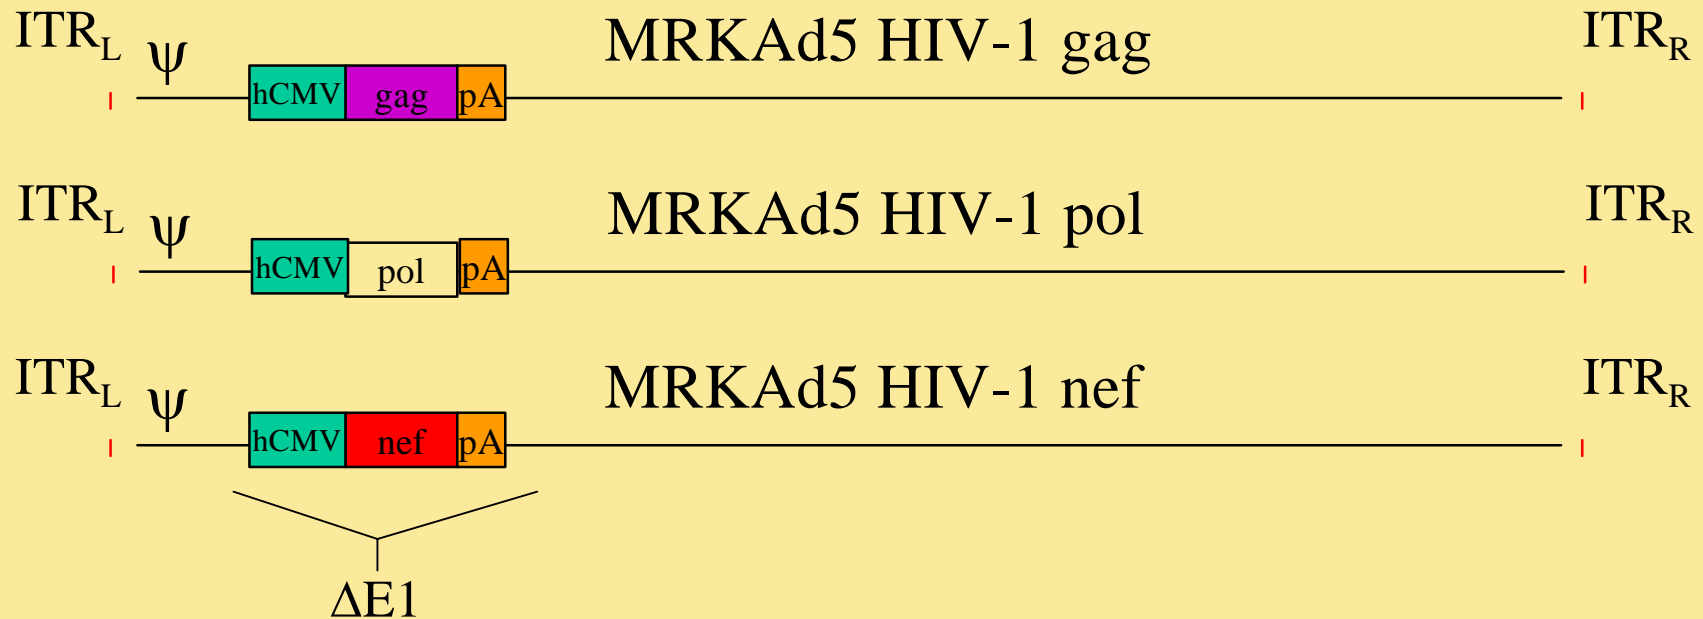 ITRL ψ MRKAd5 HIV-1 gag ITRR
hCMV gag pA
ITRL ψ MRKAd5 HIV-1 pol ITRR
hCMV pol pA
ITRL ψ MRKAd5 HIV-1 nef ITRR
hCMV nef pA
ΔE1